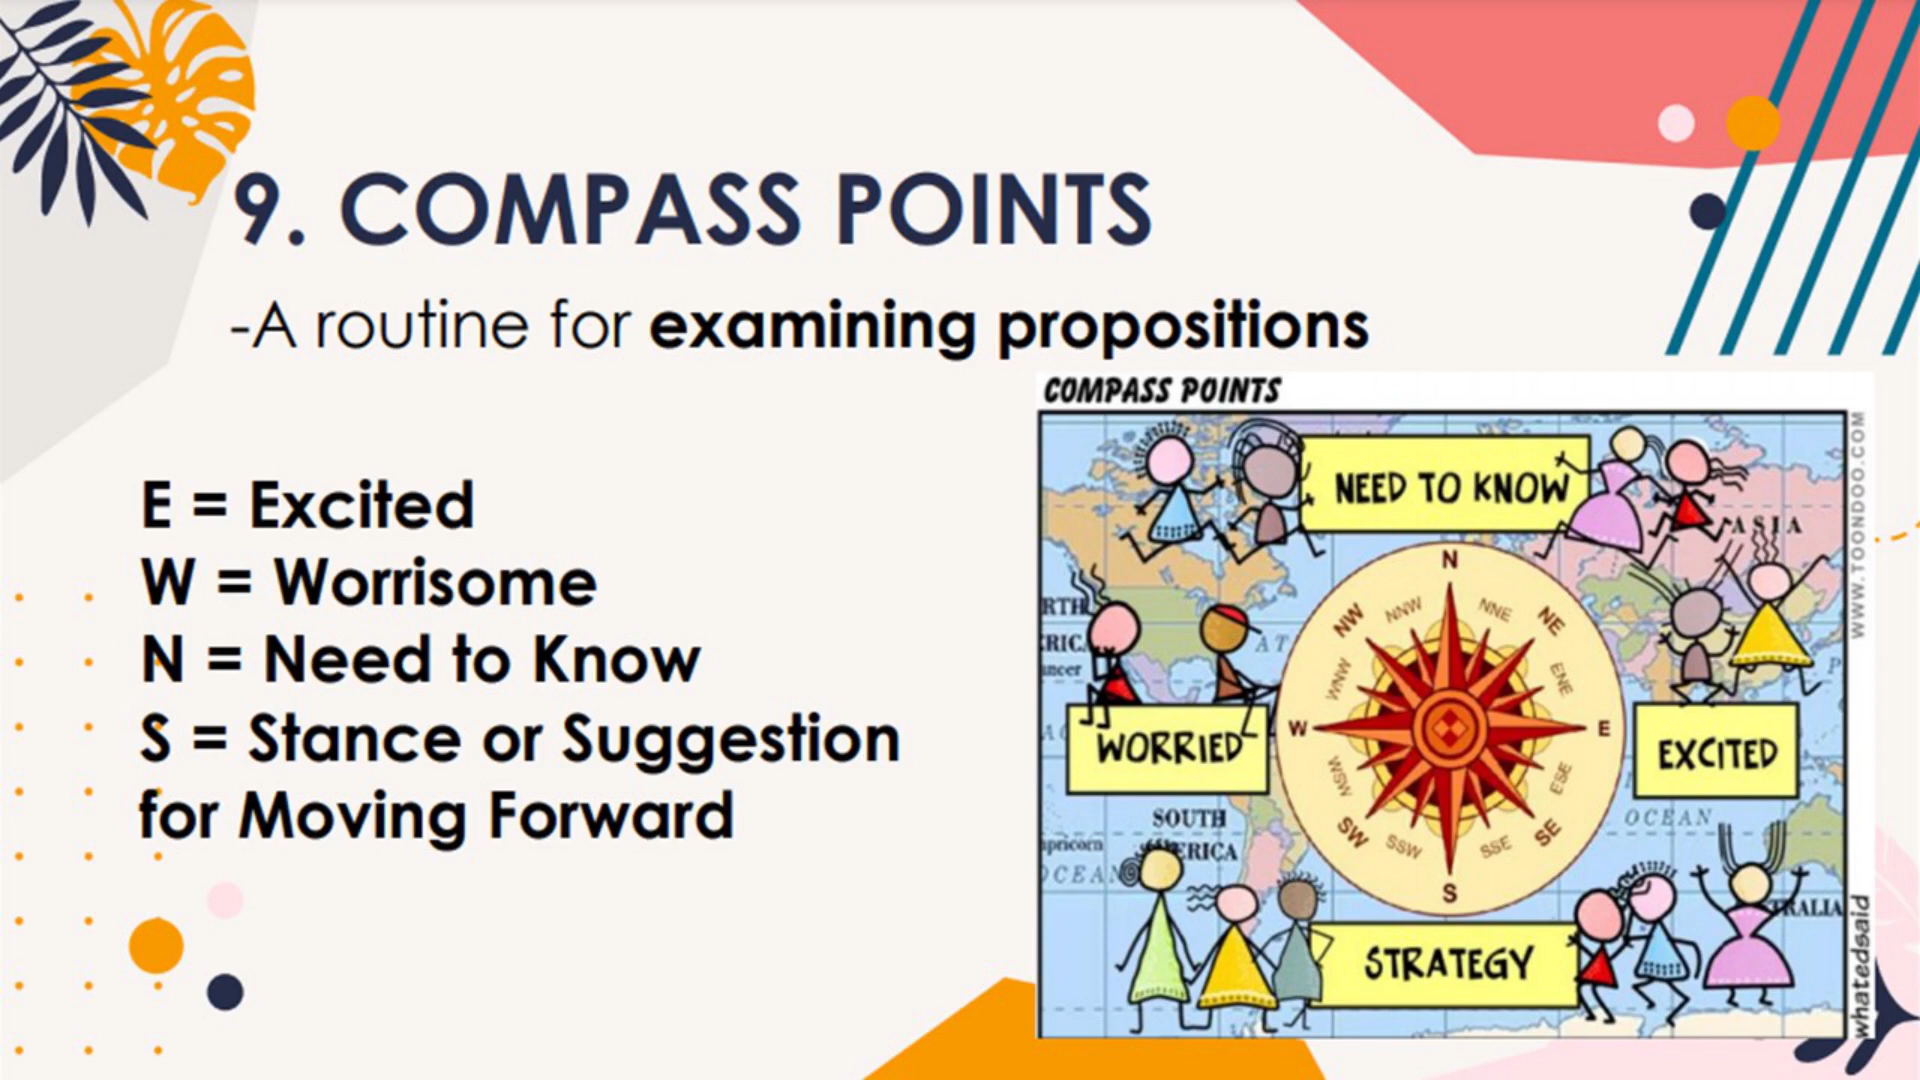 9. COMPASS POINTS
-A routine for examining propositions
E = Excited
W = Worrisome
N = Need to Know
S = Stance or Suggestion
for Moving Forward
COMPASS POINTS
NEED TO KNOW
ASIA
N
NW
NNW
NNE
NE
WNW
ENE
W
E
WSW
ESE
SW
SSW
SSE
SE
S
WORRIED
EXCITED
SOUTH
OCEAN
STRATEGY
WWW.TOONDOO.COM
whatedsaid